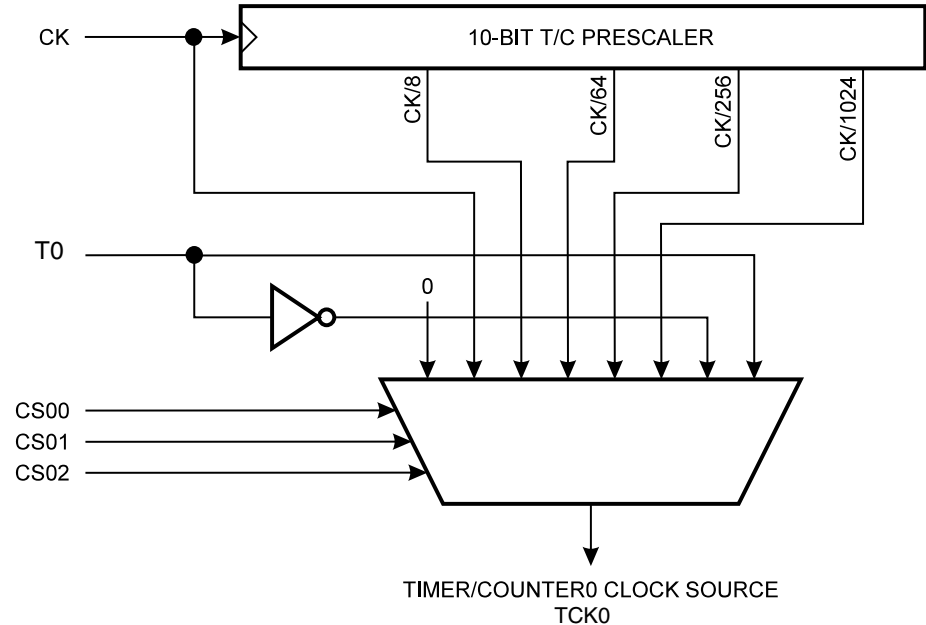 CK
10-BIT T/C PRESCALER
CK/8
CK/64
CK/256
CK/1024
T0
0
CS00
CS01
CS02
TIMER/COUNTER0 CLOCK SOURCE
TCK0